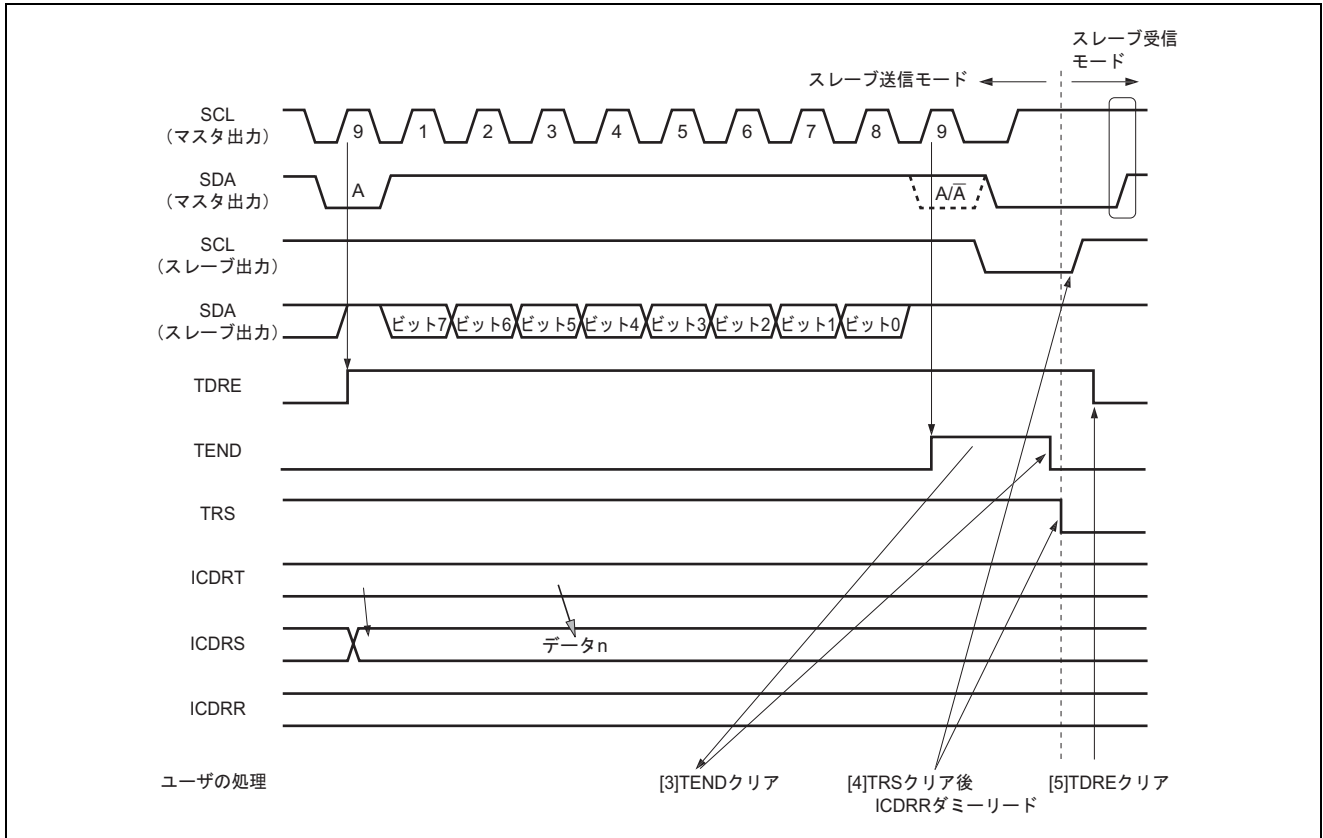 スレーブ受信
モード
スレーブ送信モード
SCL
(マスタ出力)
9 1 2 3 4 5 6 7 8 9
SDA
(マスタ出力)
A
A/A̅
SCL
(スレーブ出力)
SDA
(スレーブ出力)
ビット7 ビット6 ビット5 ビット4 ビット3 ビット2 ビット1 ビット0
TDRE
TEND
TRS
ICDRT
ICDRS
データn
ICDRR
ユーザの処理
[3]TENDクリア
[4]TRSクリア後
ICDRRダミーリード
[5]TDREクリア